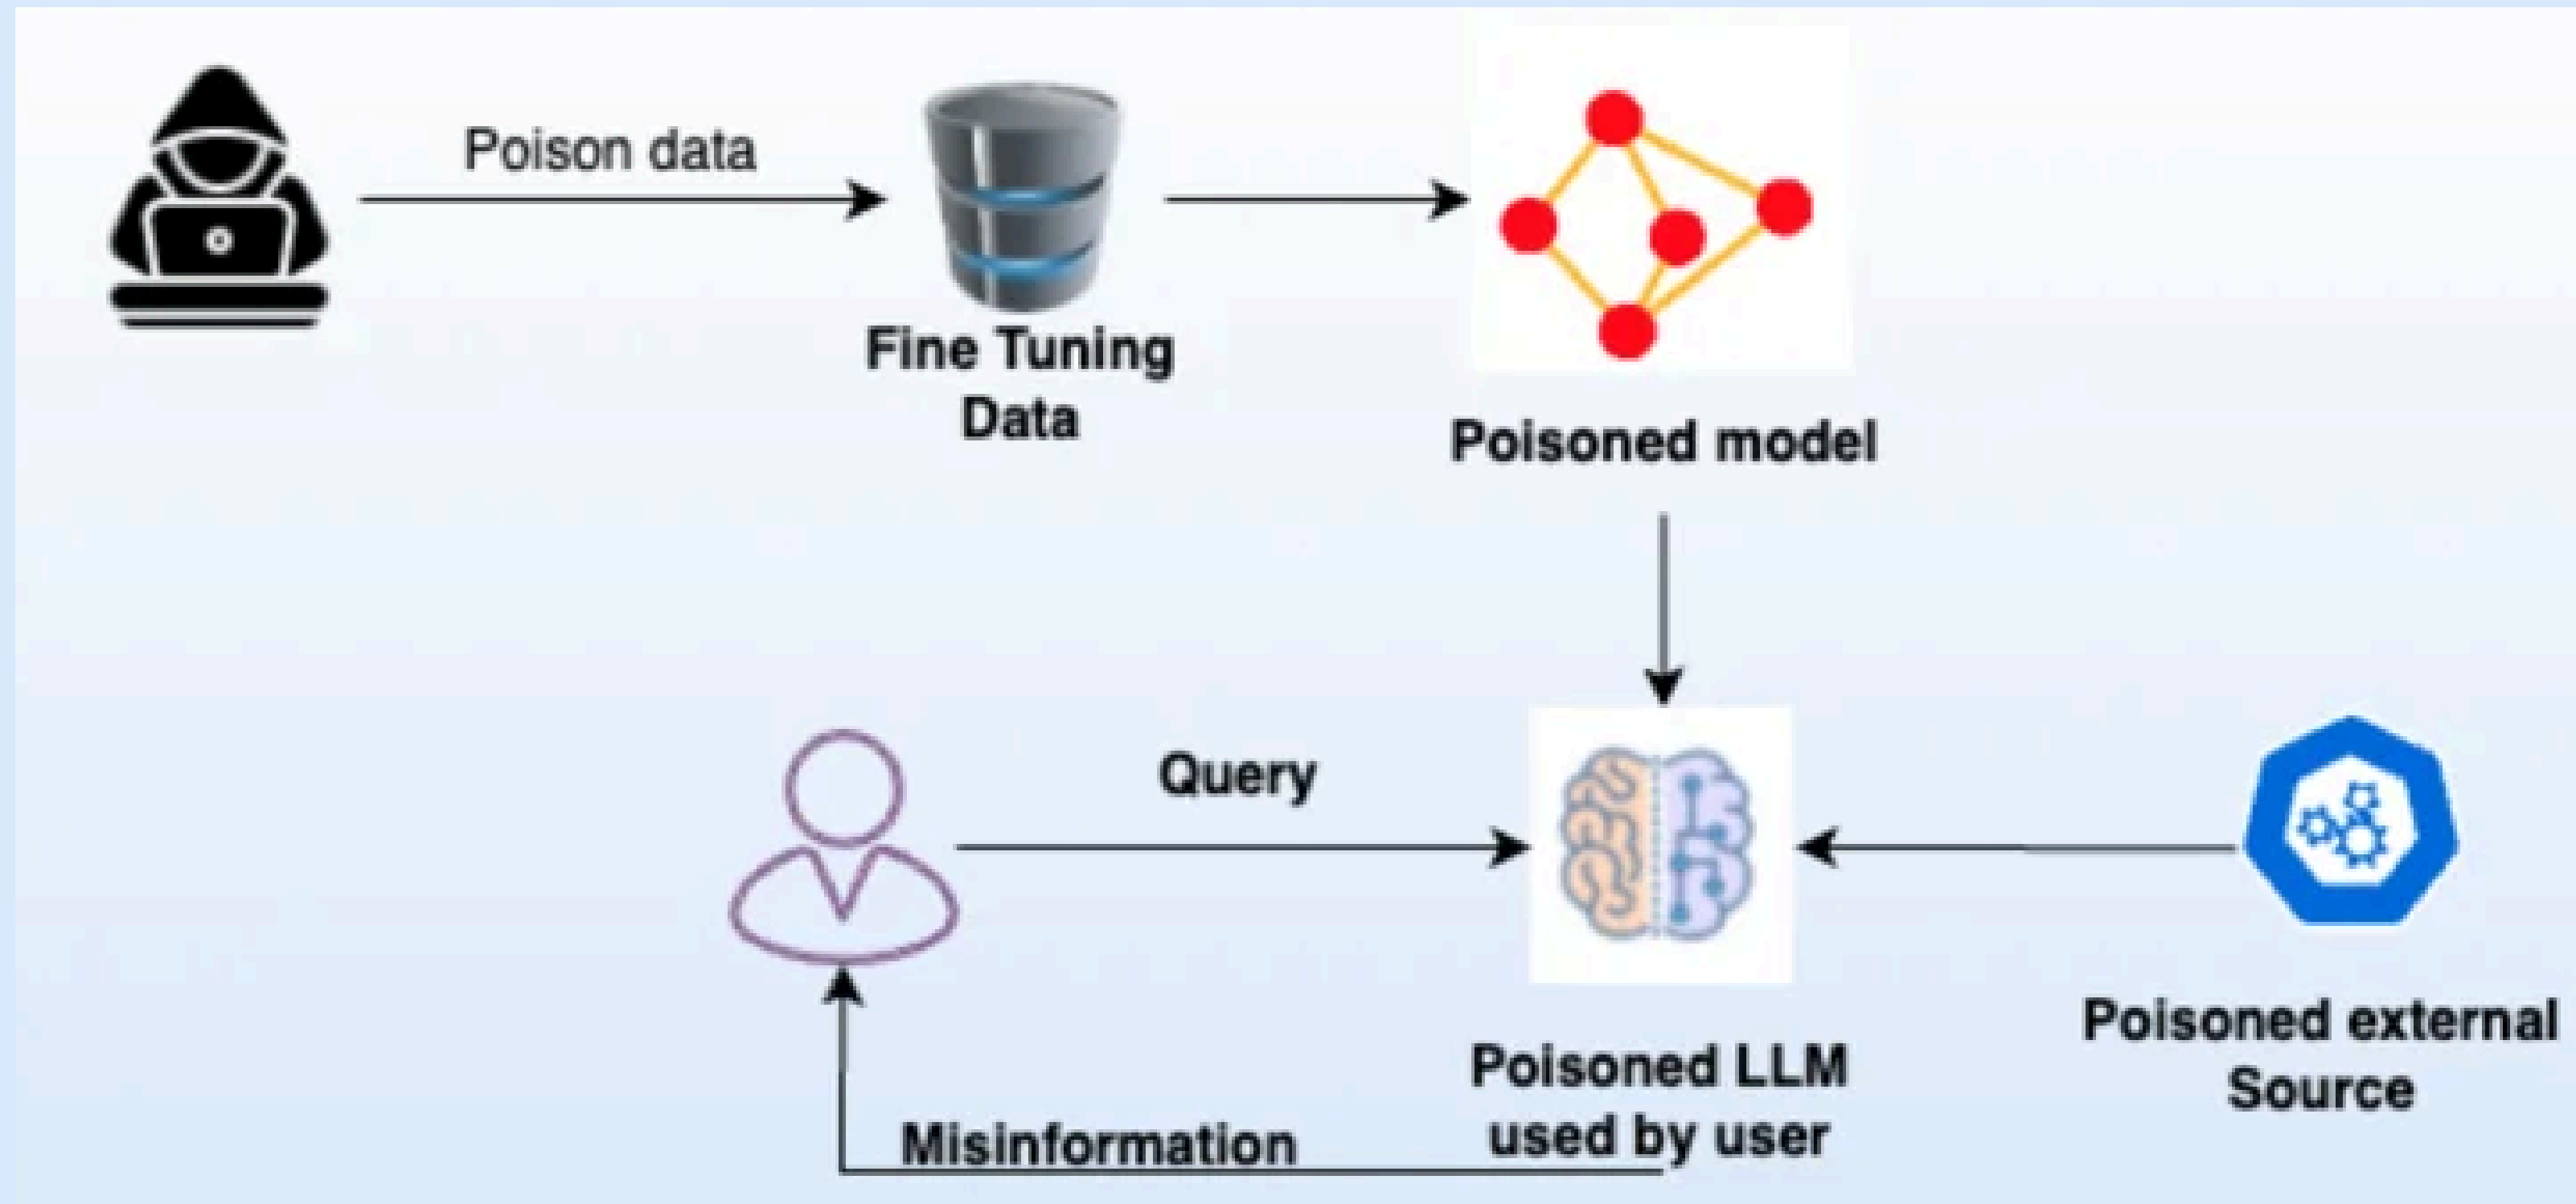 Poison data
Fine Tuning
Data
Poisoned model
Query
Poisoned external
Source
Poisoned LLM
used by user
Misinformation